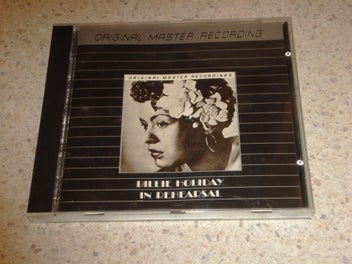 ORIGINAL MASTER RECORDING
ORIGINAL MASTER RECORDINGS
BILLIE HOLIDAY
IN REHEARSAL